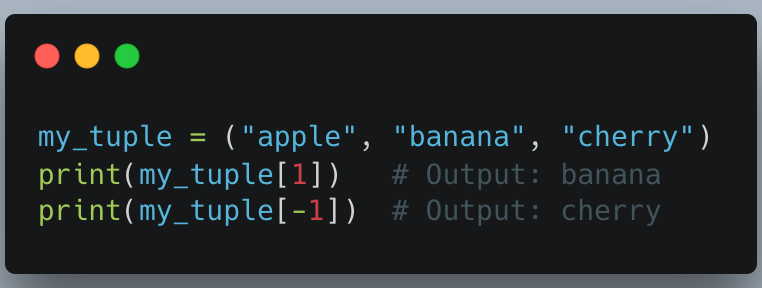 my_tuple = ("apple", "banana", "cherry")
print(my_tuple[1])   # Output: banana
print(my_tuple[-1])  # Output: cherry